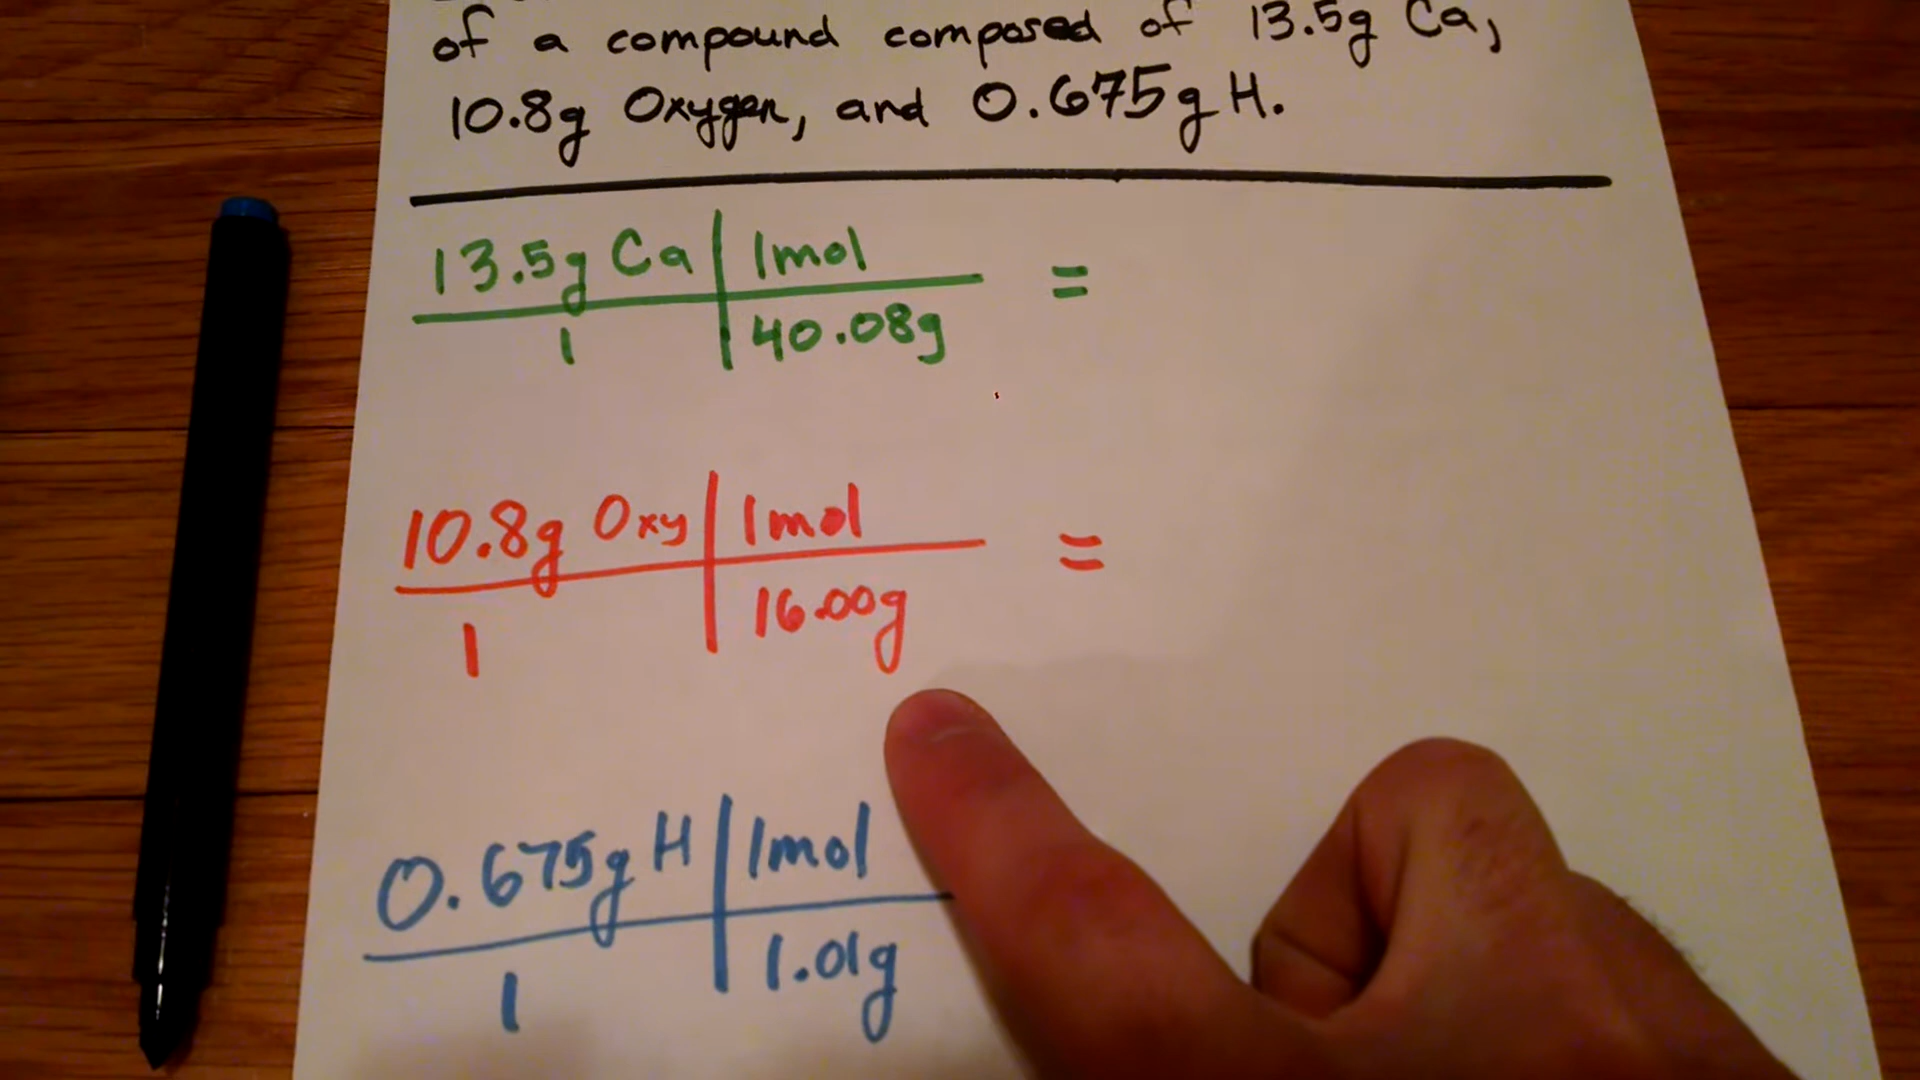 of a compound composed of 13.5g Ca,
10.8g Oxygen, and 0.675g H.
13.5g Ca | 1mol =
1 | 40.08g
10.8g Oxy | 1mol =
1 | 16.00g
0.675g H | 1mol
1 | 1.01g